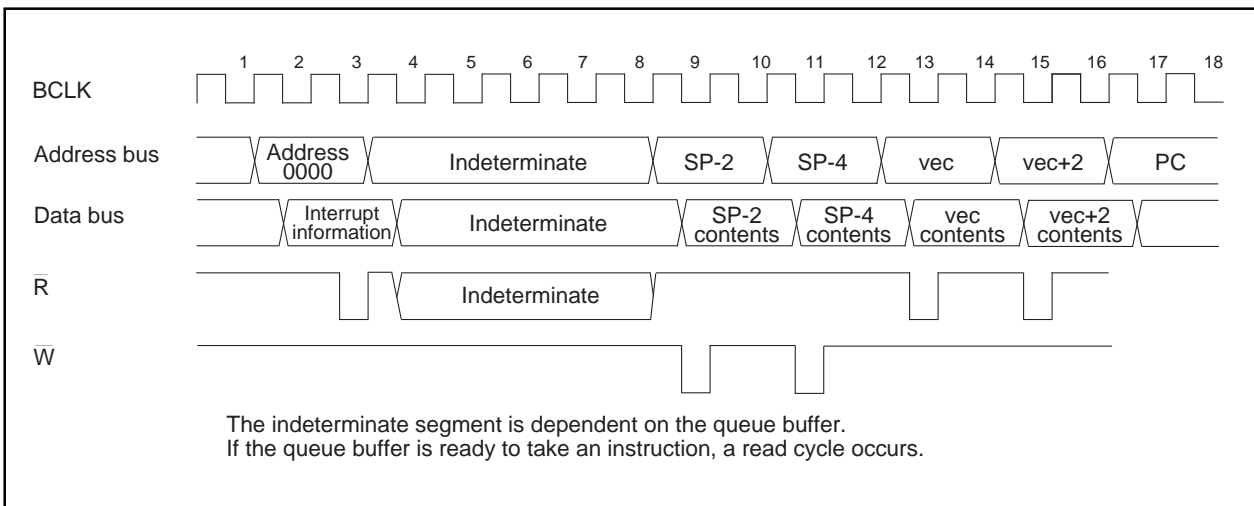 1 2 3 4 5 6 7 8 9 10 11 12 13 14 15 16 17 18
BCLK
Address bus
Address
0000
Indeterminate
SP-2
SP-4
vec
vec+2
PC
Data bus
Interrupt
information
Indeterminate
SP-2
contents
SP-4
contents
vec
contents
vec+2
contents
R̅
Indeterminate
W̅
The indeterminate segment is dependent on the queue buffer.
If the queue buffer is ready to take an instruction, a read cycle occurs.